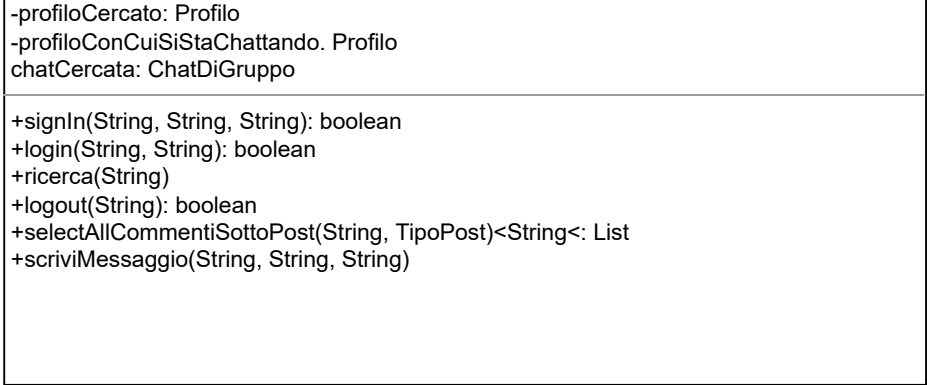 -profiloCercato: Profilo
-profiloConCuiSiStaChattando. Profilo
chatCercata: ChatDiGruppo
+signIn(String, String, String): boolean
+login(String, String): boolean
+ricerca(String)
+logout(String): boolean
+selectAllCommentiSottoPost(String, TipoPost)<String<: List
+scriviMessaggio(String, String, String)